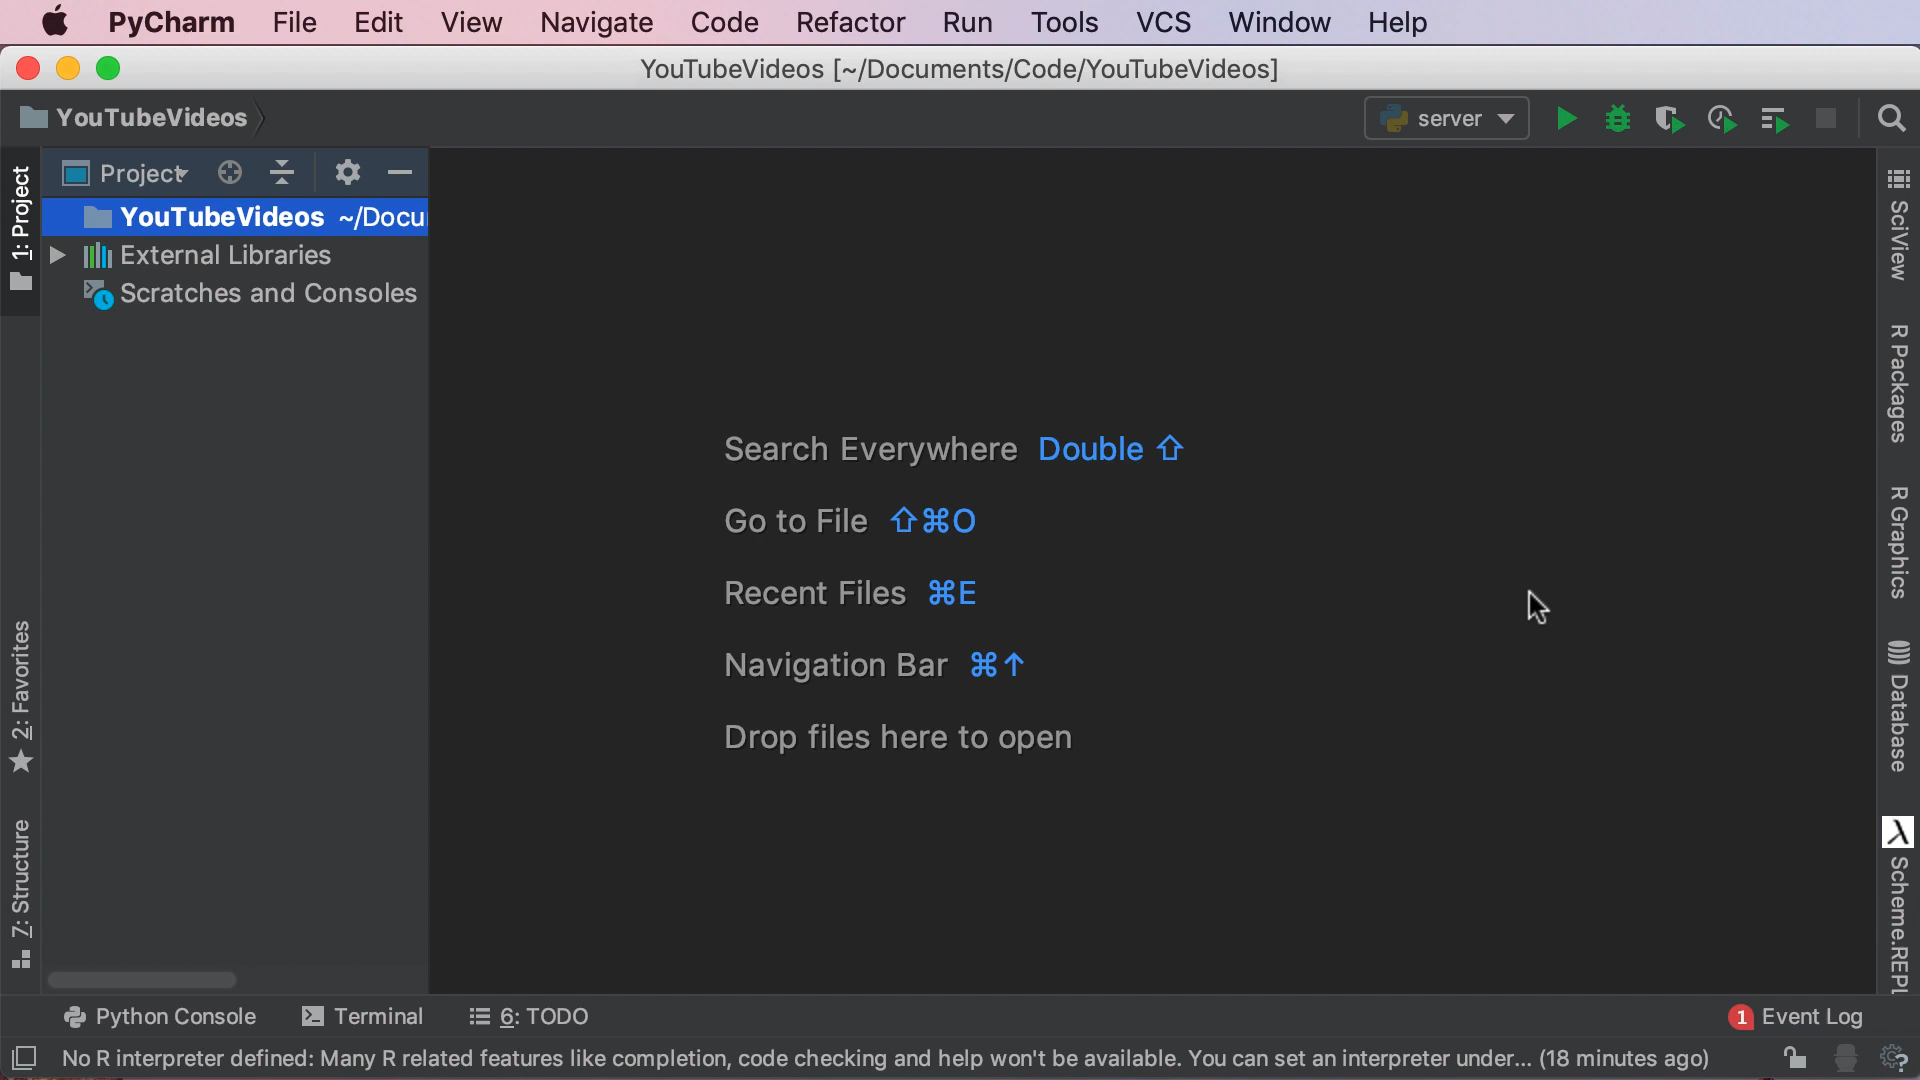 PyCharm File Edit View Navigate Code Refactor Run Tools VCS Window Help
YouTubeVideos [~/Documents/Code/YouTubeVideos]
YouTubeVideos
server
Project
YouTubeVideos ~/Docu
External Libraries
Scratches and Consoles
1: Project
2: Favorites
7: Structure
Search Everywhere Double ⇧
Go to File ⇧⌘O
Recent Files ⌘E
Navigation Bar ⌘↑
Drop files here to open
SciView
R Packages
R Graphics
Database
λ
Scheme.REPL
Python Console
Terminal
6: TODO
1 Event Log
No R interpreter defined: Many R related features like completion, code checking and help won't be available. You can set an interpreter under... (18 minutes ago)